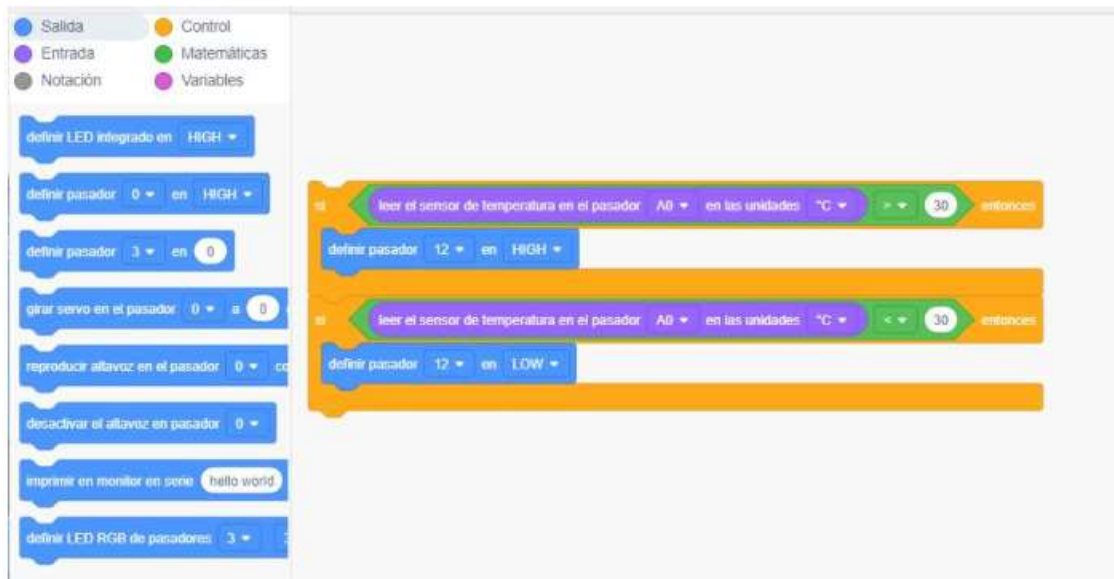 Salida Control
Entrada Matemáticas
Notación Variables
definir LED integrado en HIGH
definir pasador 0 en HIGH
definir pasador 3 en 0
girar servo en el pasador 0 a 0
reproducir altavoz en el pasador 0 co
desactivar el altavoz en pasador 0
imprimir en monitor en serie hello world
definir LED RGB de pasadores 3 3
si leer el sensor de temperatura en el pasador A0 en las unidades °C > 30 entonces
definir pasador 12 en HIGH
si leer el sensor de temperatura en el pasador A0 en las unidades °C < 30 entonces
definir pasador 12 en LOW